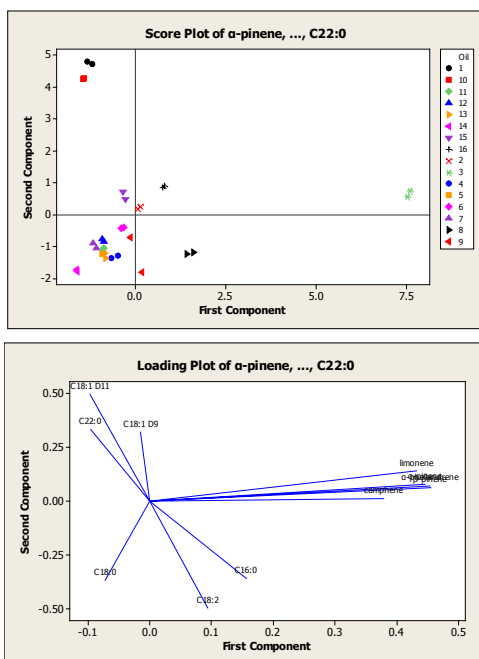 Score Plot of α-pinene, ..., C22:0
Second Component
5
4
3
2
1
0
-1
-2
0.0
2.5
5.0
7.5
First Component
Oil
1
10
11
12
13
14
15
16
2
3
4
5
6
7
8
9
Loading Plot of α-pinene, ..., C22:0
Second Component
0.50
0.25
0.00
-0.25
-0.50
C18:1 D11
C22:0
C18:1 D9
limonene
camphene
C18:0
C18:2
C16:0
-0.1
0.0
0.1
0.2
0.3
0.4
0.5
First Component